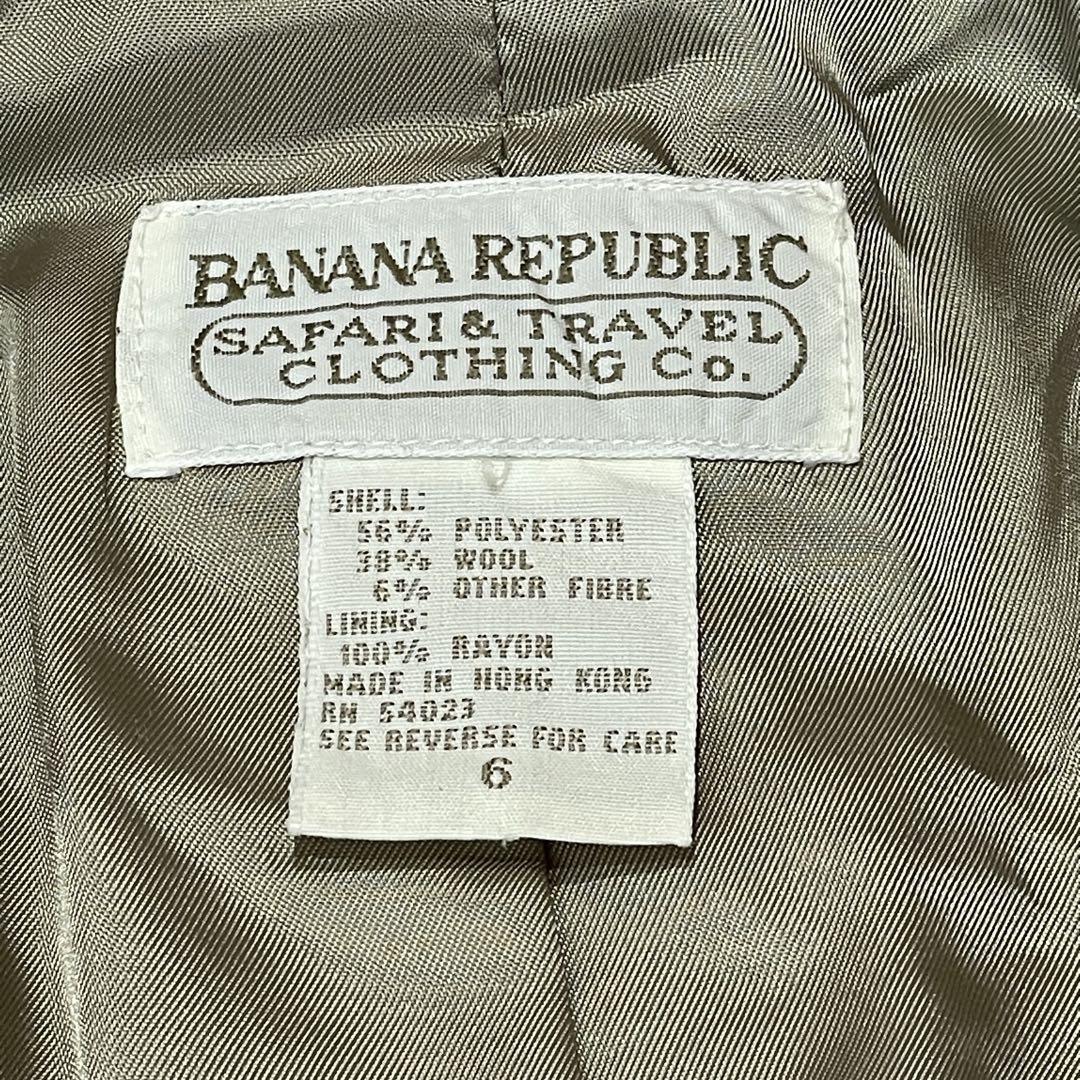 BANANA REPUBLIC
SAFARI & TRAVEL
CLOTHING CO.
SHELL:
56% POLYESTER
38% WOOL
6% OTHER FIBRE
LINING:
100% RAYON
MADE IN HONG KONG
RN 54023
SEE REVERSE FOR CARE
6